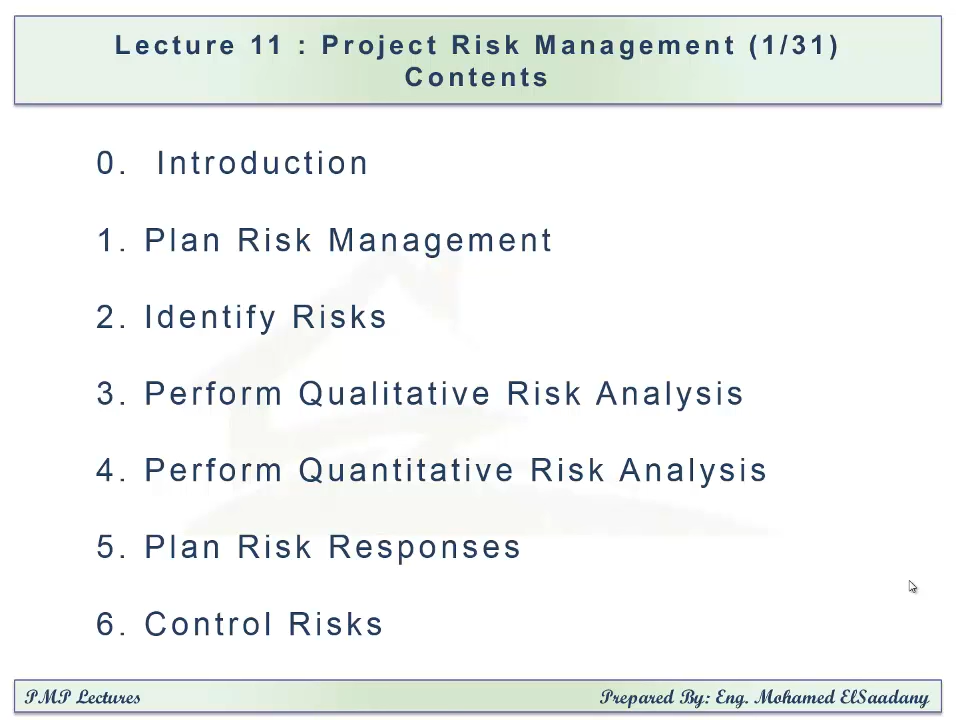 Lecture 11 : Project Risk Management (1/31)
Contents
0. Introduction
1. Plan Risk Management
2. Identify Risks
3. Perform Qualitative Risk Analysis
4. Perform Quantitative Risk Analysis
5. Plan Risk Responses
6. Control Risks
PMP Lectures
Prepared By: Eng. Mohamed ElSaadany